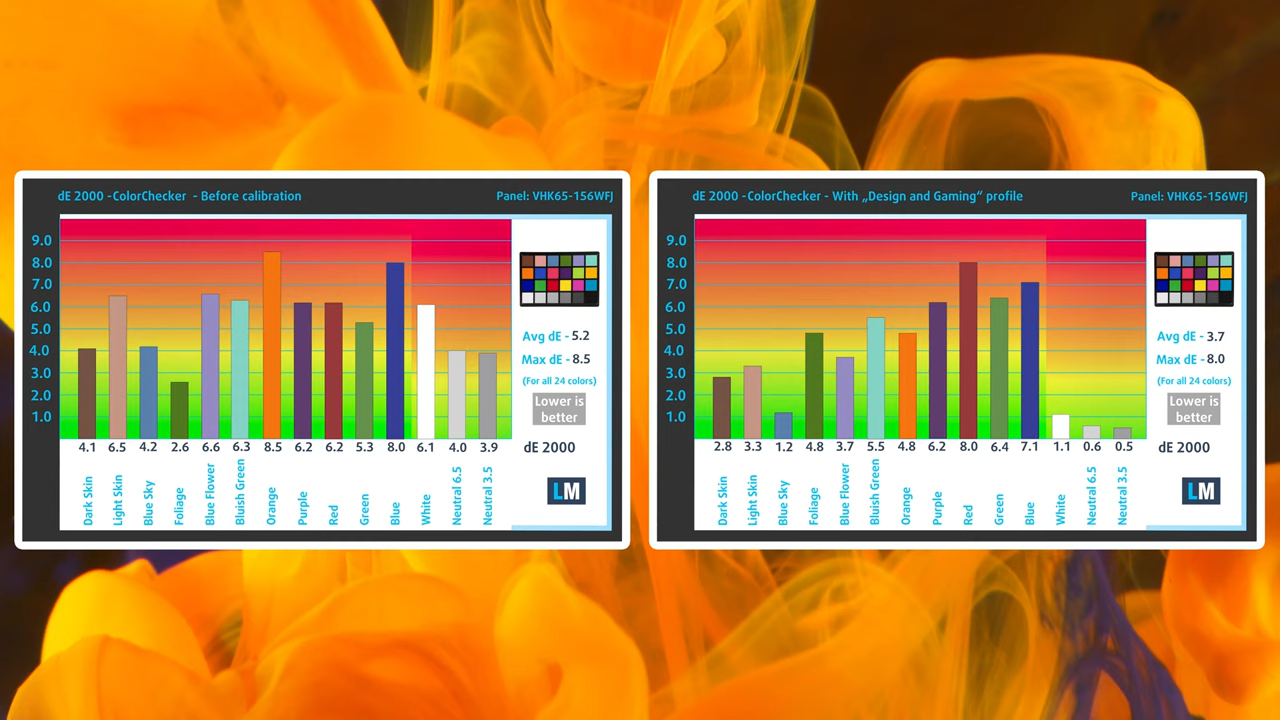 dE 2000 -ColorChecker - Before calibration
Panel: VHK65-156WFJ
9.0
8.0
7.0
6.0
5.0
4.0
3.0
2.0
1.0
4.1 6.5 4.2 2.6 6.6 6.3 8.5 6.2 6.2 5.3 8.0 6.1 4.0 3.9
Dark Skin
Light Skin
Blue Sky
Foliage
Blue Flower
Bluish Green
Orange
Purple
Red
Green
Blue
White
Neutral 6.5
Neutral 3.5
Avg dE - 5.2
Max dE - 8.5
(For all 24 colors)
Lower is
better
dE 2000
LM
dE 2000 -ColorChecker - With „Design and Gaming“ profile
Panel: VHK65-156WFJ
9.0
8.0
7.0
6.0
5.0
4.0
3.0
2.0
1.0
2.8 3.3 1.2 4.8 3.7 5.5 4.8 6.2 8.0 6.4 7.1 1.1 0.6 0.5
Dark Skin
Light Skin
Blue Sky
Foliage
Blue Flower
Bluish Green
Orange
Purple
Red
Green
Blue
White
Neutral 6.5
Neutral 3.5
Avg dE - 3.7
Max dE - 8.0
(For all 24 colors)
Lower is
better
dE 2000
LM